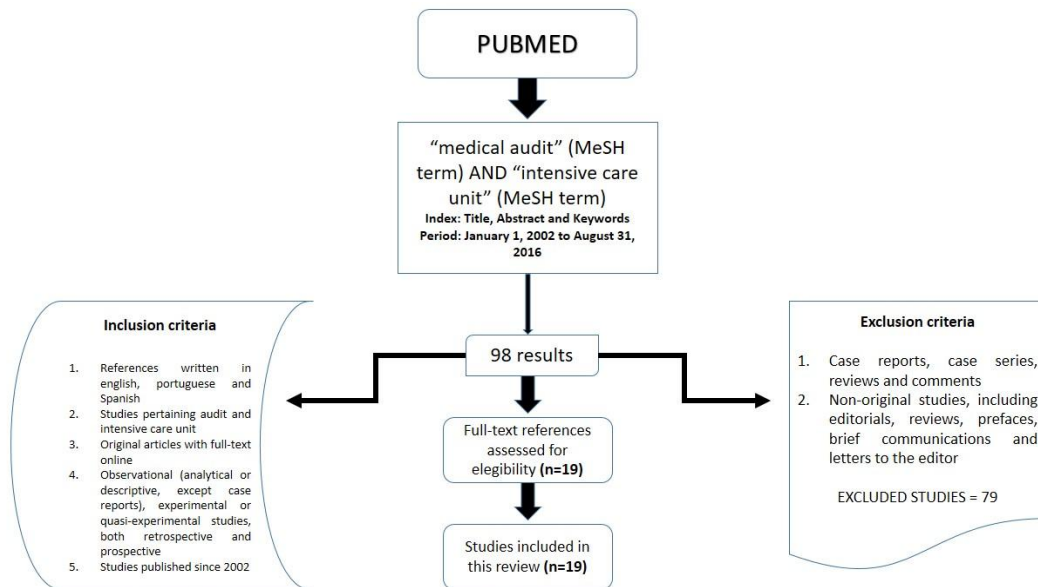 PUBMED
“medical audit” (MeSH
term) AND “intensive care
unit” (MeSH term)
Index: Title, Abstract and Keywords
Period: January 1, 2002 to August 31,
2016
98 results
Inclusion criteria
1. References written in
english, portuguese and
Spanish
2. Studies pertaining audit and
intensive care unit
3. Original articles with full-text
online
4. Observational (analytical or
descriptive, except case
reports), experimental or
quasi-experimental studies,
both retrospective and
prospective
5. Studies published since 2002
Full-text references
assessed for
elegibility (n=19)
Studies included in
this review (n=19)
Exclusion criteria
1. Case reports, case series,
reviews and comments
2. Non-original studies, including
editorials, reviews, prefaces,
brief communications and
letters to the editor
EXCLUDED STUDIES = 79